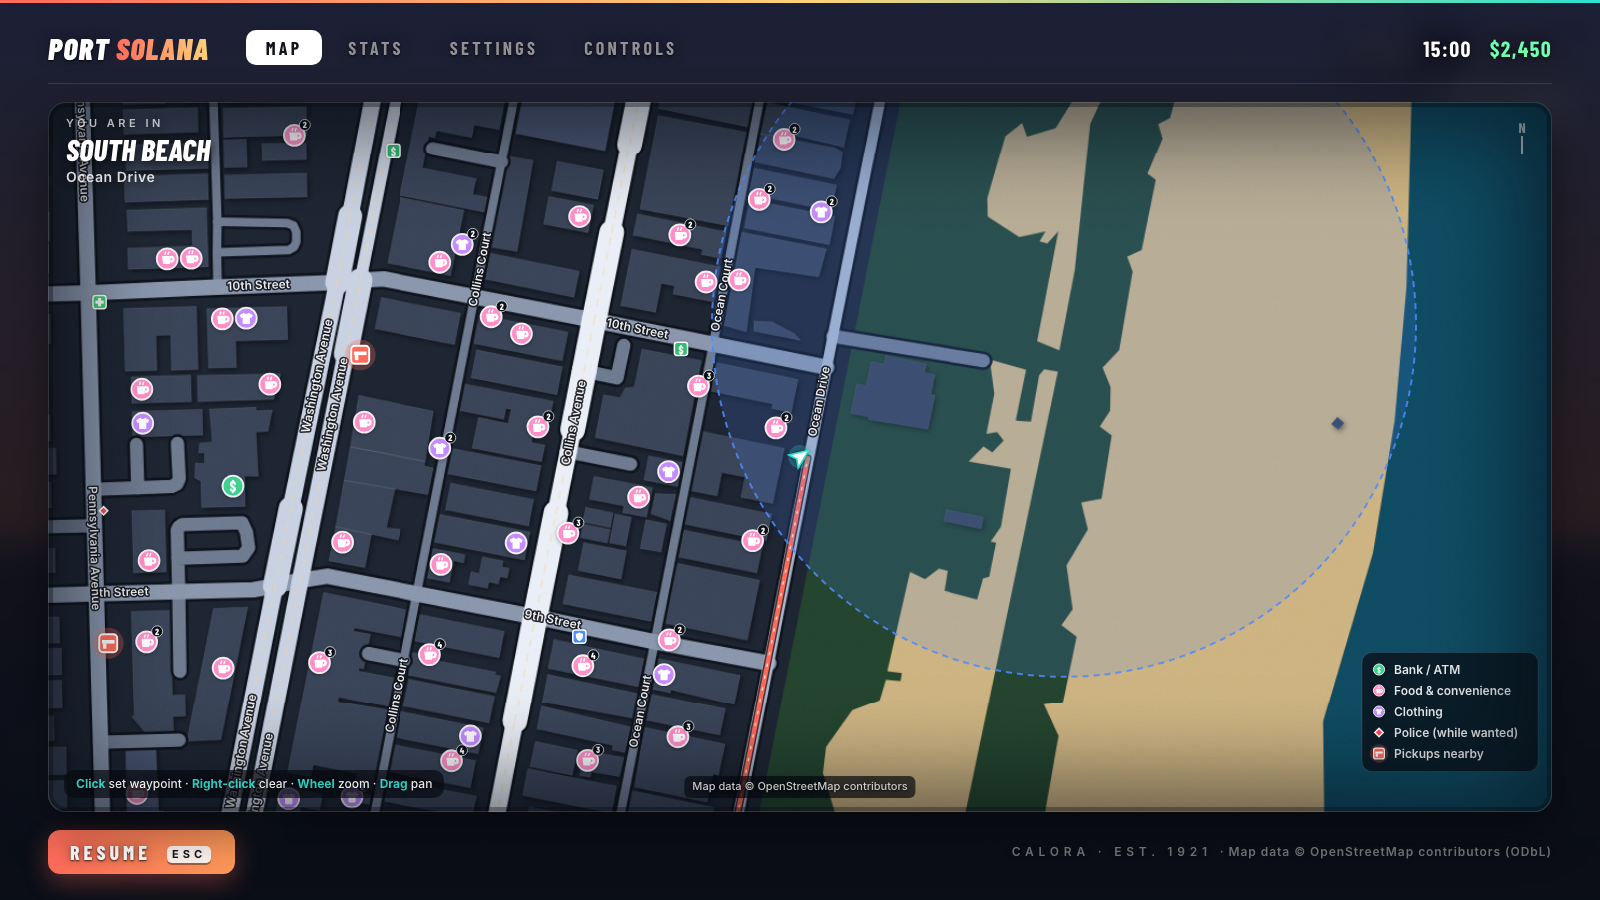 PORT SOLANA
MAP
STATS
SETTINGS
CONTROLS
15:00
$2,450
YOU ARE IN
SOUTH BEACH
Ocean Drive
N
10th Street
10th Street
Collins Court
Ocean Court
Washington Avenue
Washington Avenue
Collins Avenue
Ocean Drive
Pennsylvania Avenue
th Street
9th Street
Collins Court
Ocean Court
Bank / ATM
Food & convenience
Clothing
Police (while wanted)
Pickups nearby
Click set waypoint · Right-click clear · Wheel zoom · Drag pan
Map data © OpenStreetMap contributors
RESUME ESC
CALORA · EST. 1921 · Map data © OpenStreetMap contributors (ODbL)